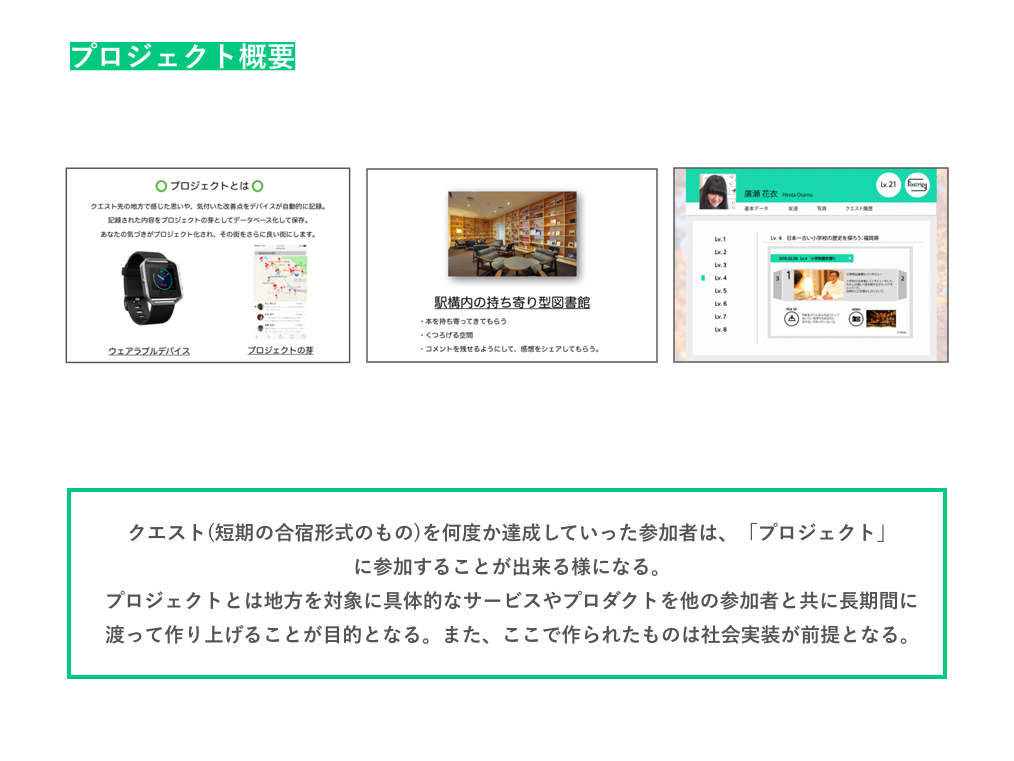 プロジェクト概要
プロジェクトとは
クエスト先の地方で感じた思いや、気付いた改善点をデバイスが自動的に記録。
記録された内容をプロジェクトの芽としてデータベース化して保存。
あなたの気づきがプロジェクト化され、その街をさらに良い街にします。
ウェアラブルデバイス
プロジェクトの芽
駅構内の持ち寄り型図書館
・本を持ち寄ってきてもらう
・くつろげる空間
・コメントを残せるようにして、感想をシェアしてもらう。
廣瀬 花衣
Lv. 21
基本データ 友達 写真 クエスト履歴
Lv. 1
Lv. 2
Lv. 3
Lv. 4
Lv. 5
Lv. 6
Lv. 7
Lv. 8
Lv. 4 日本一古い小学校の歴史を探ろう:福岡県
3
1
2
クエスト(短期の合宿形式のもの)を何度か達成していった参加者は、「プロジェクト」
に参加することが出来る様になる。
プロジェクトとは地方を対象に具体的なサービスやプロダクトを他の参加者と共に長期間に
渡って作り上げることが目的となる。また、ここで作られたものは社会実装が前提となる。